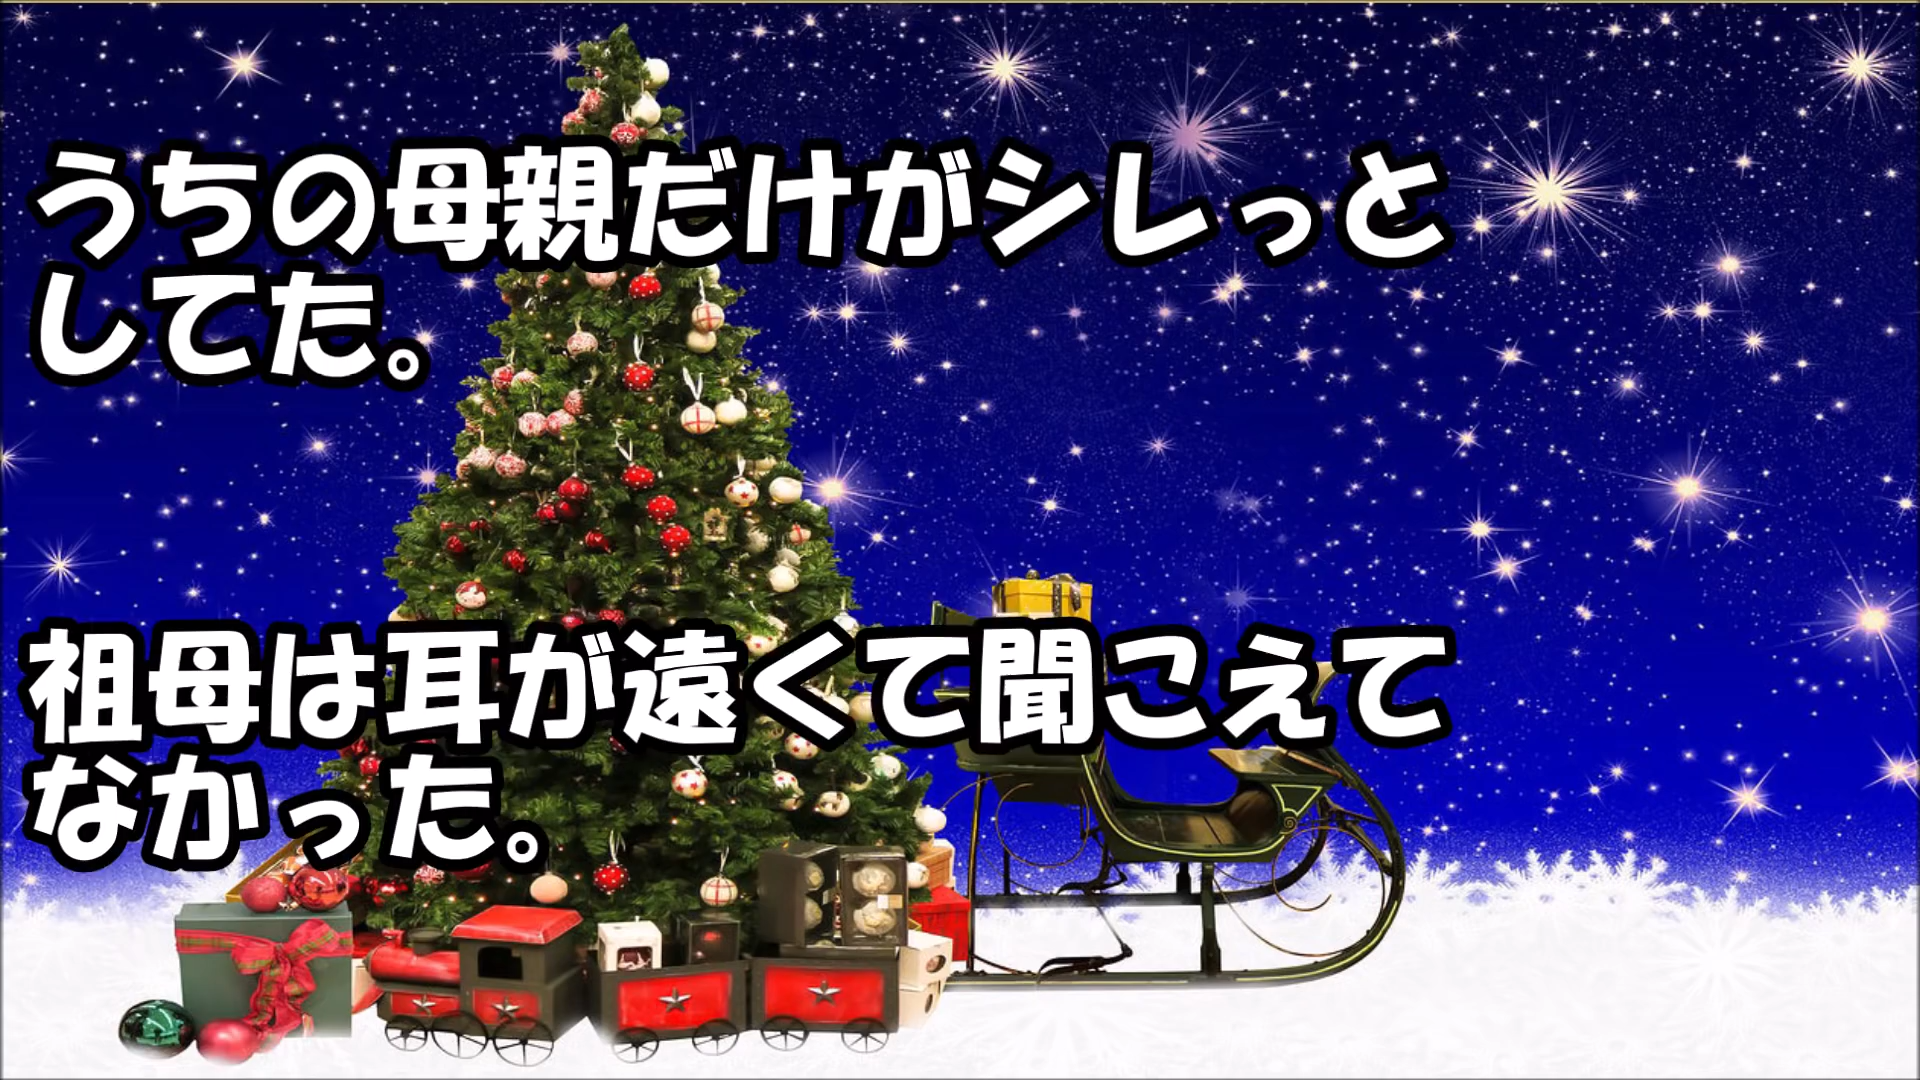 うちの母親だけがシレっと
してた。
祖母は耳が遠くて聞こえて
なかった。